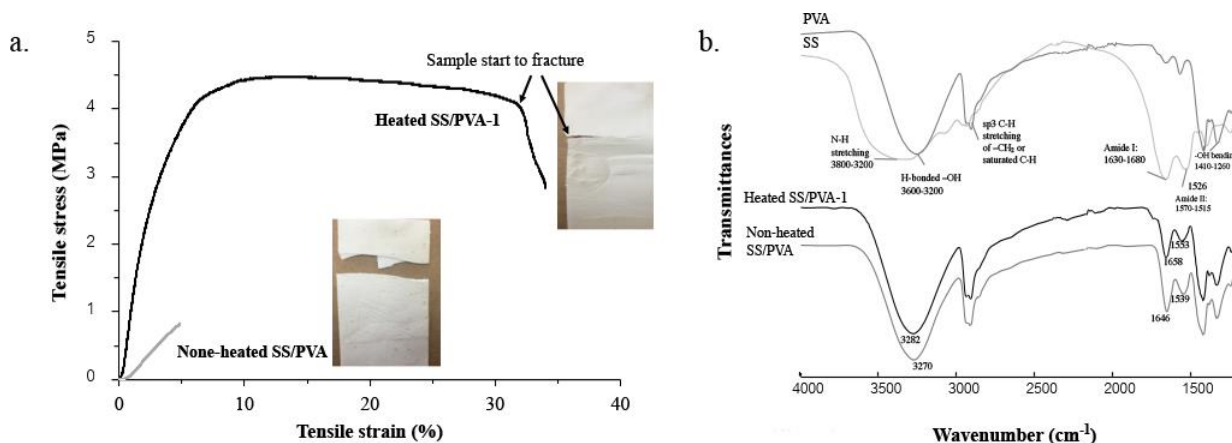 a.
Tensile stress (MPa)
5
4
3
2
1
0
0
10
20
30
40
Tensile strain (%)
Sample start to fracture
Heated SS/PVA-1
None-heated SS/PVA
b.
Transmittances
PVA
SS
N-H
stretching
3800-3200
H-bonded –OH
3600-3200
sp3 C-H
stretching
of –CH₂ or
saturated C-H
Amide I:
1630-1680
1526
Amide II:
1570-1515
-OH bending
1410-1260
Heated SS/PVA-1
Non-heated
SS/PVA
3282
3270
1658
1553
1646
1539
4000
3500
3000
2500
2000
1500
Wavenumber (cm⁻¹)